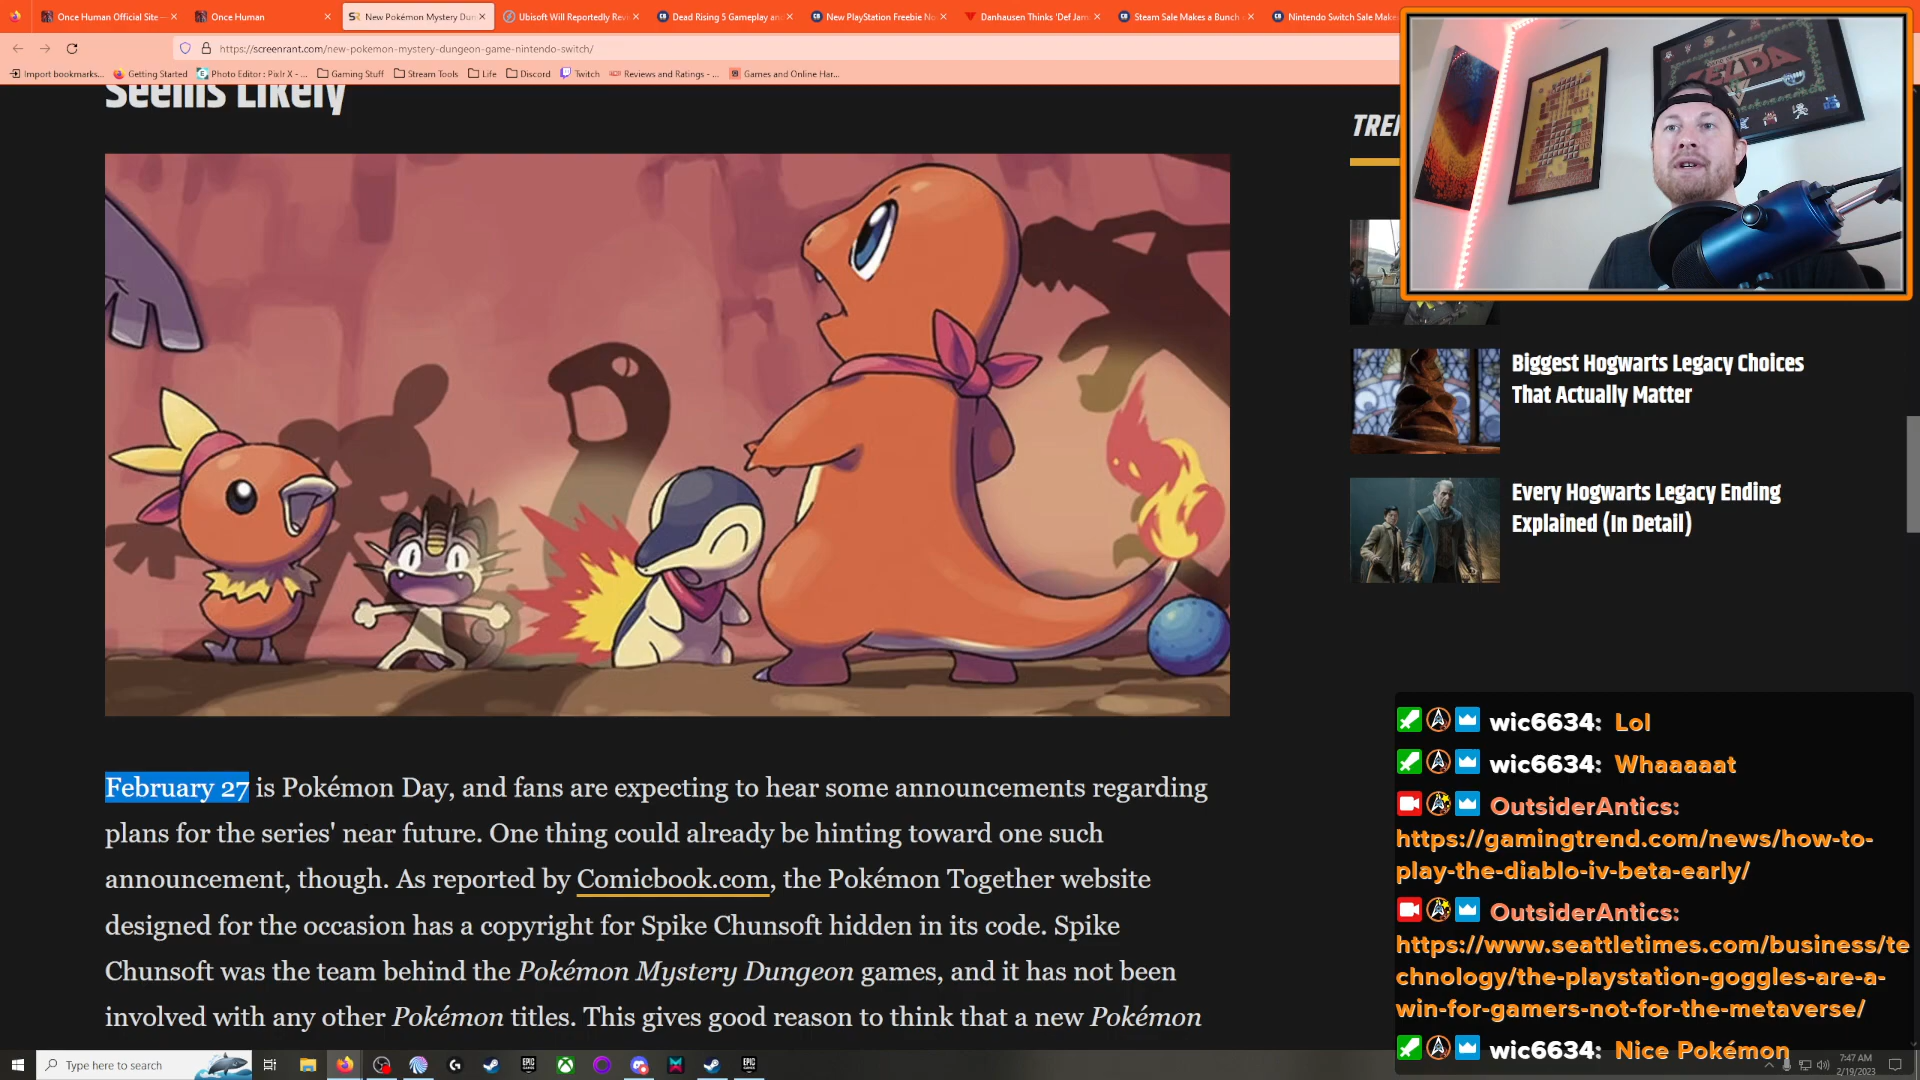 Once Human Official Site —
Once Human
New Pokémon Mystery Dun
Ubisoft Will Reportedly Rev
Dead Rising 5 Gameplay an
New PlayStation Freebie No
Danhausen Thinks 'Def Jam
Steam Sale Makes a Bunch
Nintendo Switch Sale Make
https://screenrant.com/new-pokemon-mystery-dungeon-game-nintendo-switch/
Import bookmarks...
Getting Started
Photo Editor : Pixlr X - ...
Gaming Stuff
Stream Tools
Life
Discord
Twitch
Reviews and Ratings - ...
Games and Online Har...
Seems Likely
TRE
ZELDA
Biggest Hogwarts Legacy Choices
That Actually Matter
Every Hogwarts Legacy Ending
Explained (In Detail)
February 27 is Pokémon Day, and fans are expecting to hear some announcements regarding
plans for the series' near future. One thing could already be hinting toward one such
announcement, though. As reported by Comicbook.com, the Pokémon Together website
designed for the occasion has a copyright for Spike Chunsoft hidden in its code. Spike
Chunsoft was the team behind the Pokémon Mystery Dungeon games, and it has not been
involved with any other Pokémon titles. This gives good reason to think that a new Pokémon
wic6634: Lol
wic6634: Whaaaaat
OutsiderAntics:
https://gamingtrend.com/news/how-to-
play-the-diablo-iv-beta-early/
OutsiderAntics:
https://www.seattletimes.com/business/te
chnology/the-playstation-goggles-are-a-
win-for-gamers-not-for-the-metaverse/
wic6634: Nice Pokémon
Type here to search
7:47 AM
2/19/2023